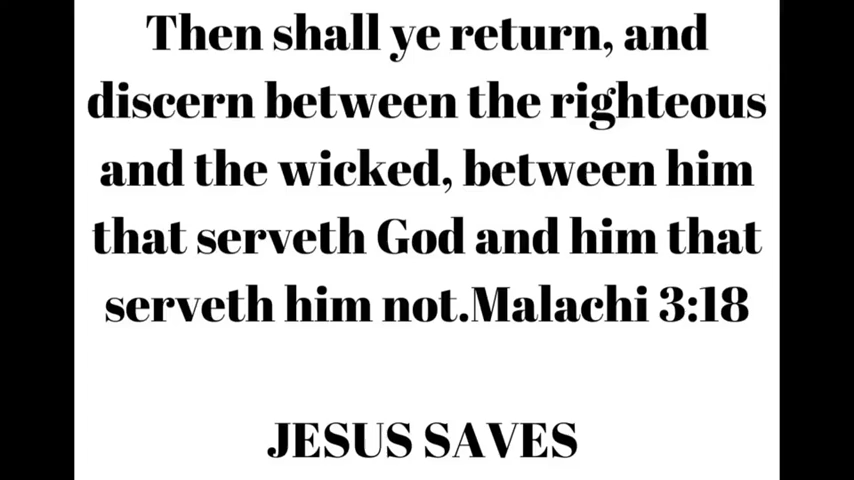 Then shall ye return, and
discern between the righteous
and the wicked, between him
that serveth God and him that
serveth him not.Malachi 3:18
JESUS SAVES